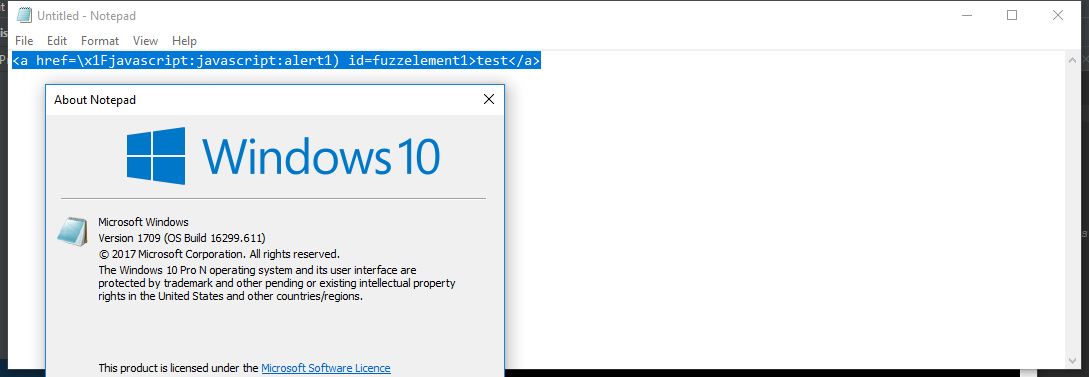 Untitled - Notepad
File Edit Format View Help
<a href=\x1Fjavascript:javascript:alert1) id=fuzzelement1>test</a>
About Notepad
Windows 10
Microsoft Windows
Version 1709 (OS Build 16299.611)
© 2017 Microsoft Corporation. All rights reserved.
The Windows 10 Pro N operating system and its user interface are
protected by trademark and other pending or existing intellectual property
rights in the United States and other countries/regions.
This product is licensed under the Microsoft Software Licence